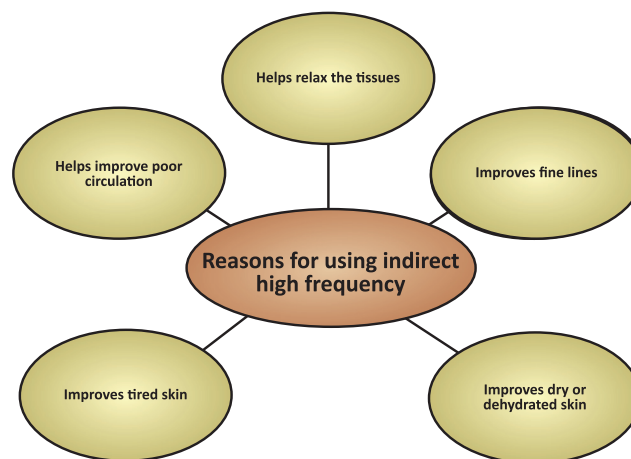 Helps relax the tissues
Helps improve poor
circulation
Improves fine lines
Reasons for using indirect
high frequency
Improves tired skin
Improves dry or
dehydrated skin